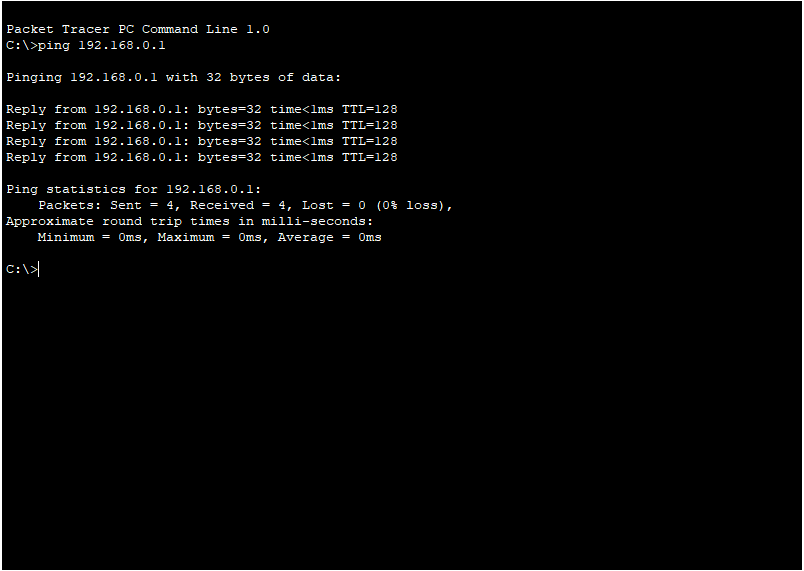 Packet Tracer PC Command Line 1.0
C:\>ping 192.168.0.1
Pinging 192.168.0.1 with 32 bytes of data:
Reply from 192.168.0.1: bytes=32 time<1ms TTL=128
Reply from 192.168.0.1: bytes=32 time<1ms TTL=128
Reply from 192.168.0.1: bytes=32 time<1ms TTL=128
Reply from 192.168.0.1: bytes=32 time<1ms TTL=128
Ping statistics for 192.168.0.1:
    Packets: Sent = 4, Received = 4, Lost = 0 (0% loss),
Approximate round trip times in milli-seconds:
    Minimum = 0ms, Maximum = 0ms, Average = 0ms
C:\>